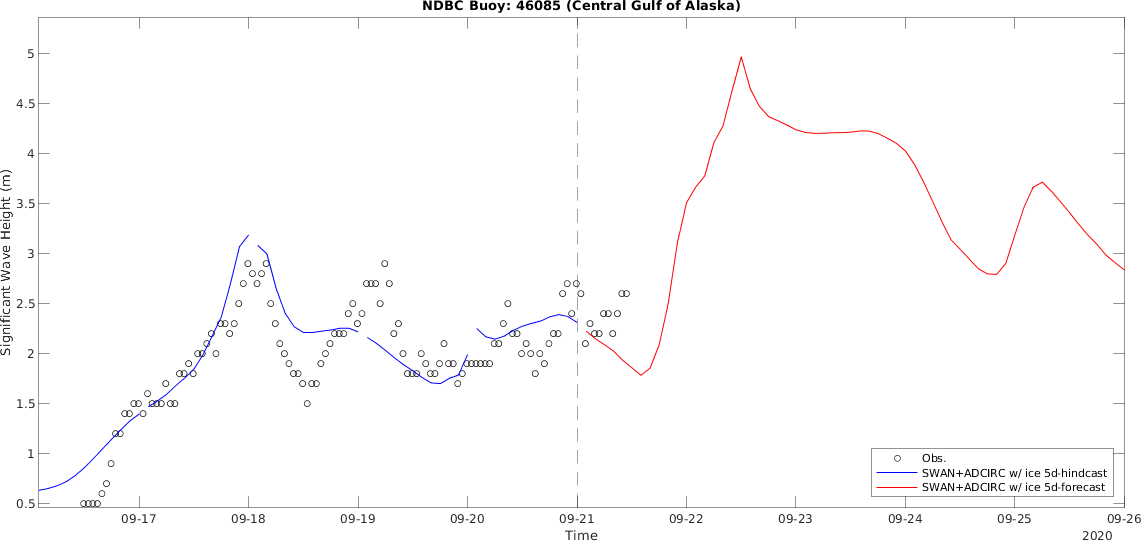 NDBC Buoy: 46085 (Central Gulf of Alaska)
Significant Wave Height (m)
5
4.5
4
3.5
3
2.5
2
1.5
1
0.5
Obs.
SWAN+ADCIRC w/ ice 5d-hindcast
SWAN+ADCIRC w/ ice 5d-forecast
09-17 09-18 09-19 09-20 09-21 09-22 09-23 09-24 09-25 09-26
Time
2020